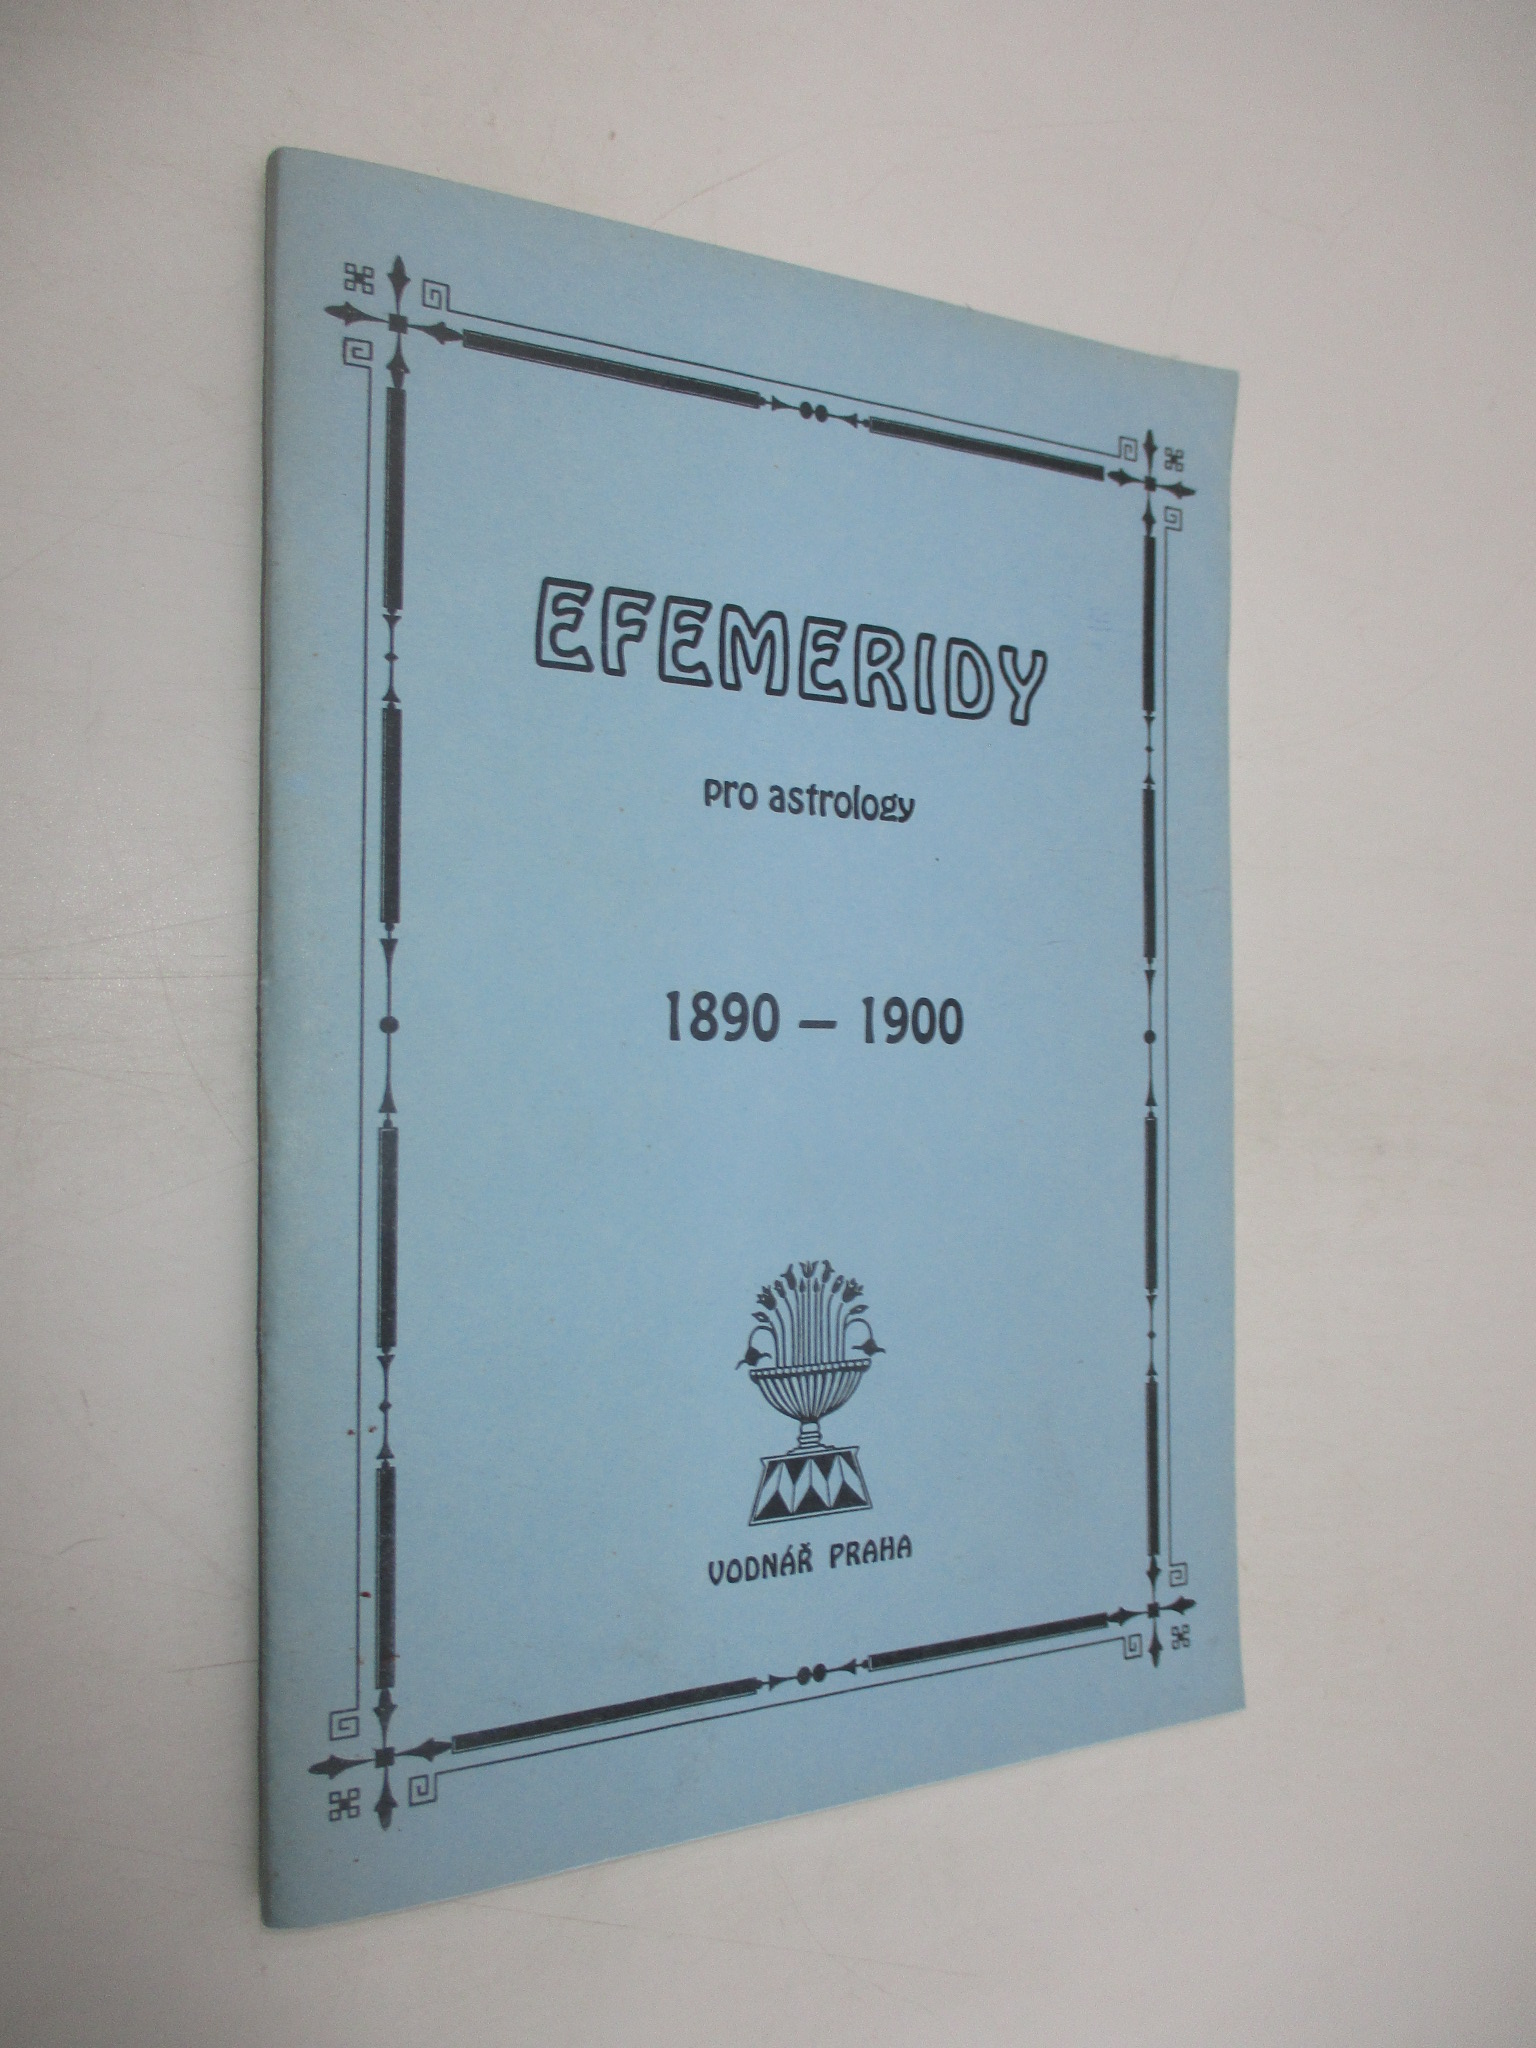 EFEMERIDY
pro astrology
1890 – 1900
VODNÁŘ PRAHA